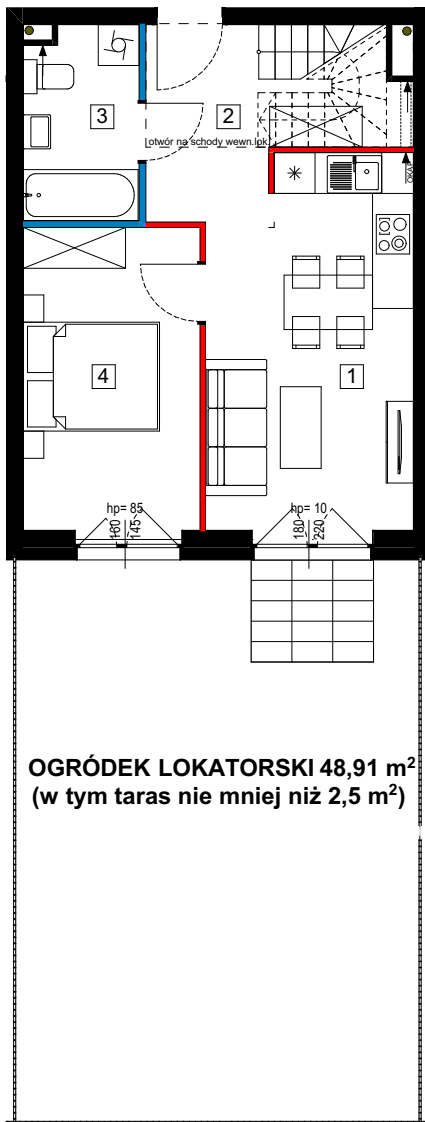 3
2
otwór na schody wewn.lok.
OKAP
4
1
hp= 85
160
145
hp= 10
180
220
OGRÓDEK LOKATORSKI 48,91 m²
(w tym taras nie mniej niż 2,5 m²)